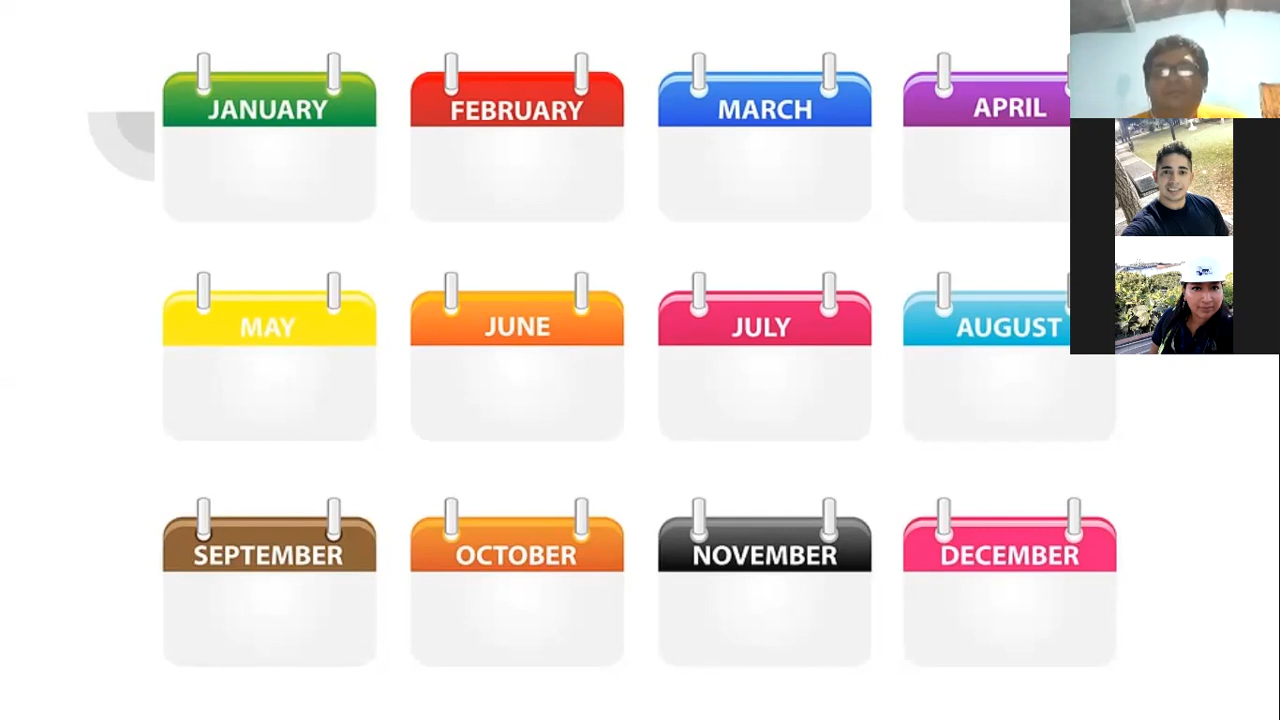 JANUARY
FEBRUARY
MARCH
APRIL
MAY
JUNE
JULY
AUGUST
SEPTEMBER
OCTOBER
NOVEMBER
DECEMBER